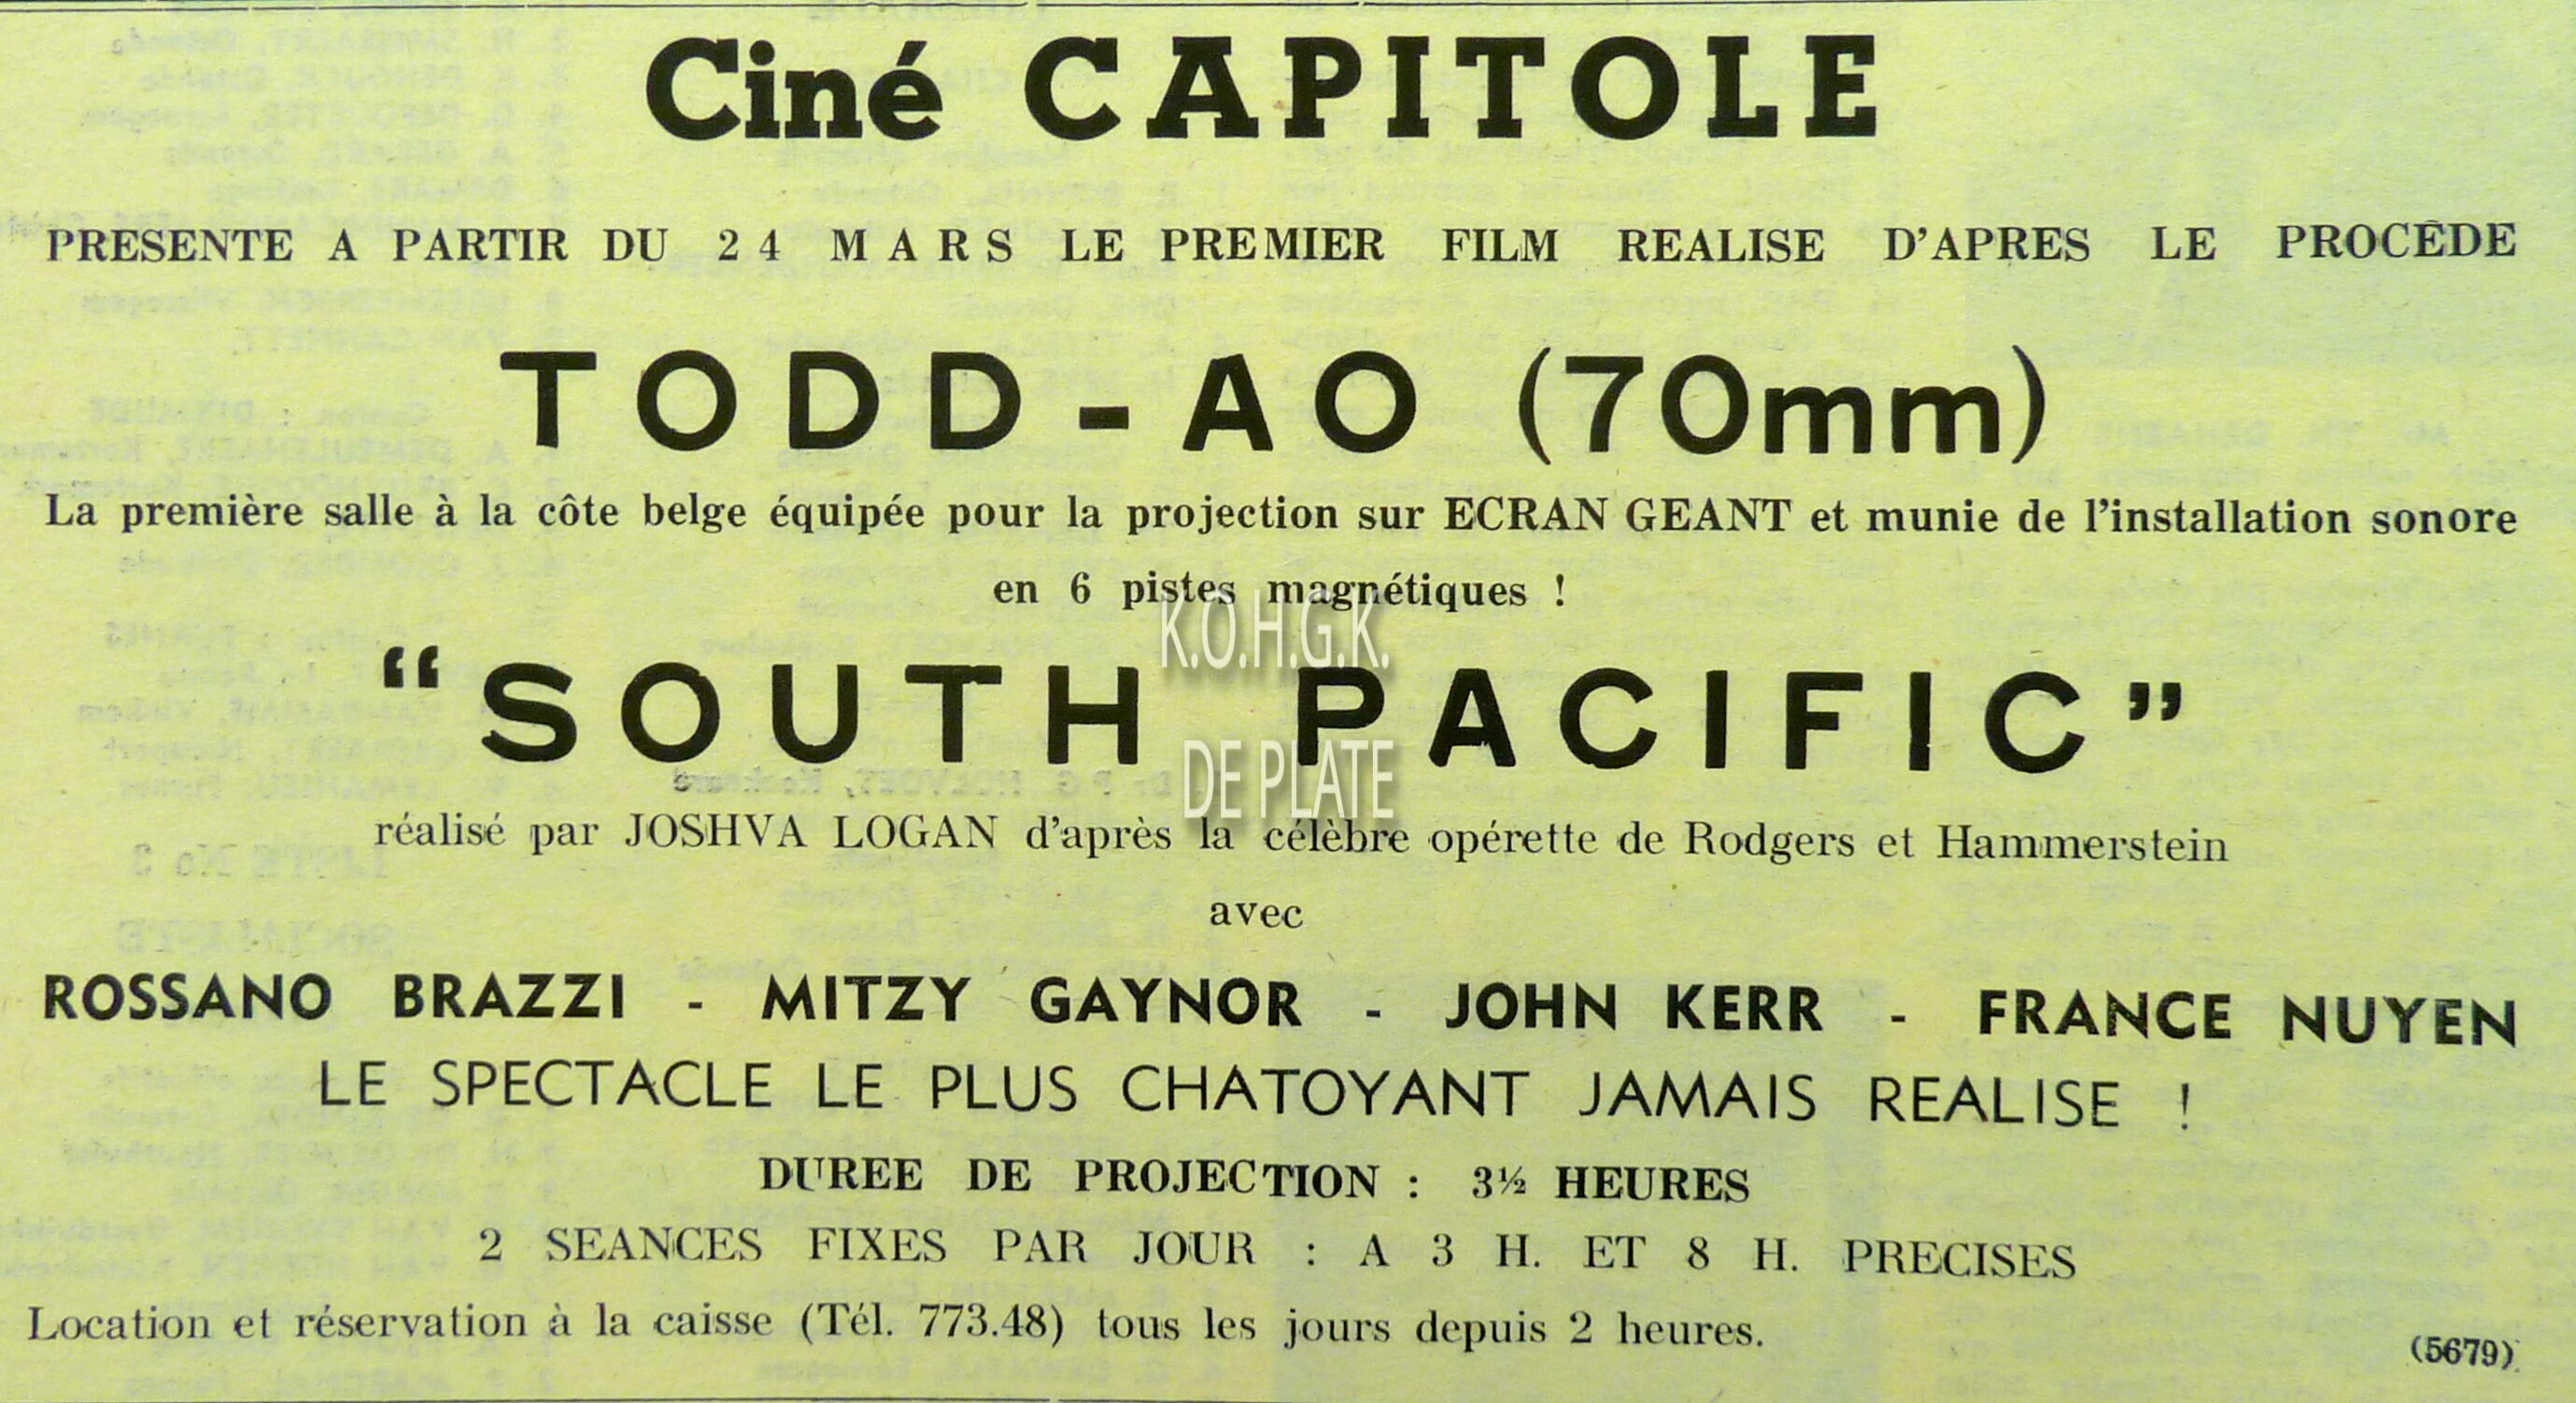 Ciné CAPITOLE
PRESENTE A PARTIR DU 24 MARS LE PREMIER FILM REALISE D'APRES LE PROCÊDE
TODD-AO (70mm)
La première salle à la côte belge équipée pour la projection sur ECRAN GEANT et munie de l'installation sonore
en 6 pistes magnétiques !
K.O.H.G.K.
“SOUTH PACIFIC”
DE PLATE
réalisé par JOSHVA LOGAN d'après la célèbre opérette de Rodgers et Hammerstein
avec
ROSSANO BRAZZI - MITZY GAYNOR - JOHN KERR - FRANCE NUYEN
LE SPECTACLE LE PLUS CHATOYANT JAMAIS REALISE !
DUREE DE PROJECTION : 3½ HEURES
2 SEANCES FIXES PAR JOUR : A 3 H. ET 8 H. PRECISES
Location et réservation à la caisse (Tél. 773.48) tous les jours depuis 2 heures.
(5679)